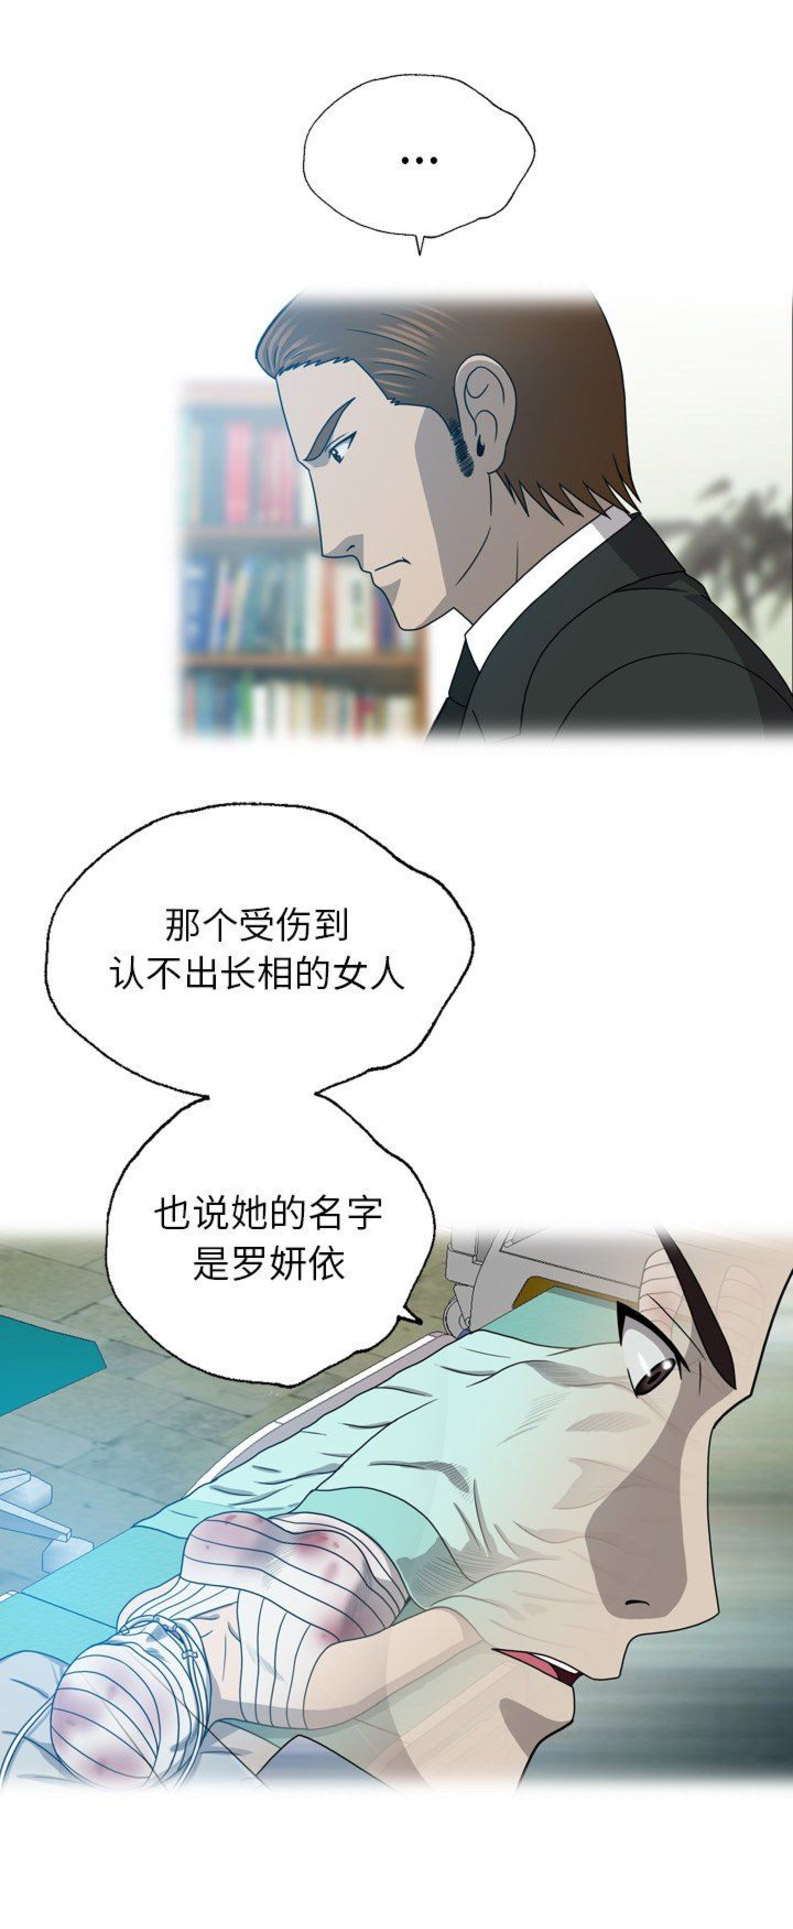 ...
那个受伤到
认不出长相的女人
也说她的名字
是罗妍依